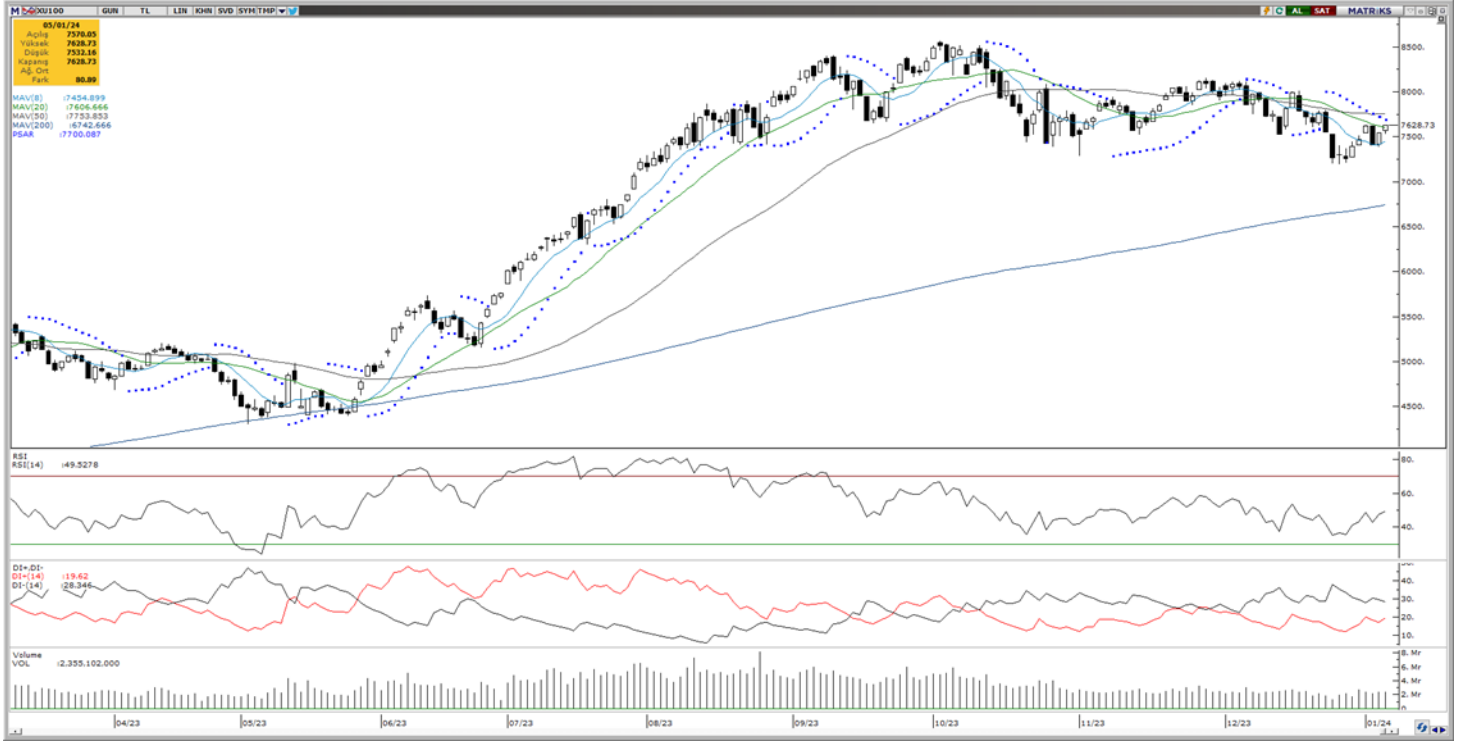 M XU100 GUN TL LIN KHN SVD SYM TMP C AL SAT MATRIKS
05/01/24
Açılış 7570.05
Yüksek 7628.73
Düşük 7532.16
Kapanış 7628.73
Ağ. Ort
Fark 80.89
MAV(8) :7454.899
MAV(20) :7606.666
MAV(50) :7753.853
MAV(200) :6742.666
PSAR :7700.087
8500.
8000.
7628.73
7500.
7000.
6500.
6000.
5500.
5000.
4500.
RSI
RSI(14) :49.5278
80.
60.
40.
DI+,DI-
DI+(14) :19.62
DI-(14) :28.346
40.
30.
20.
10.
Volume
VOL :2.355.102.000
8. Mr
6. Mr
4. Mr
2. Mr
0.
04/23 05/23 06/23 07/23 08/23 09/23 10/23 11/23 12/23 01/24